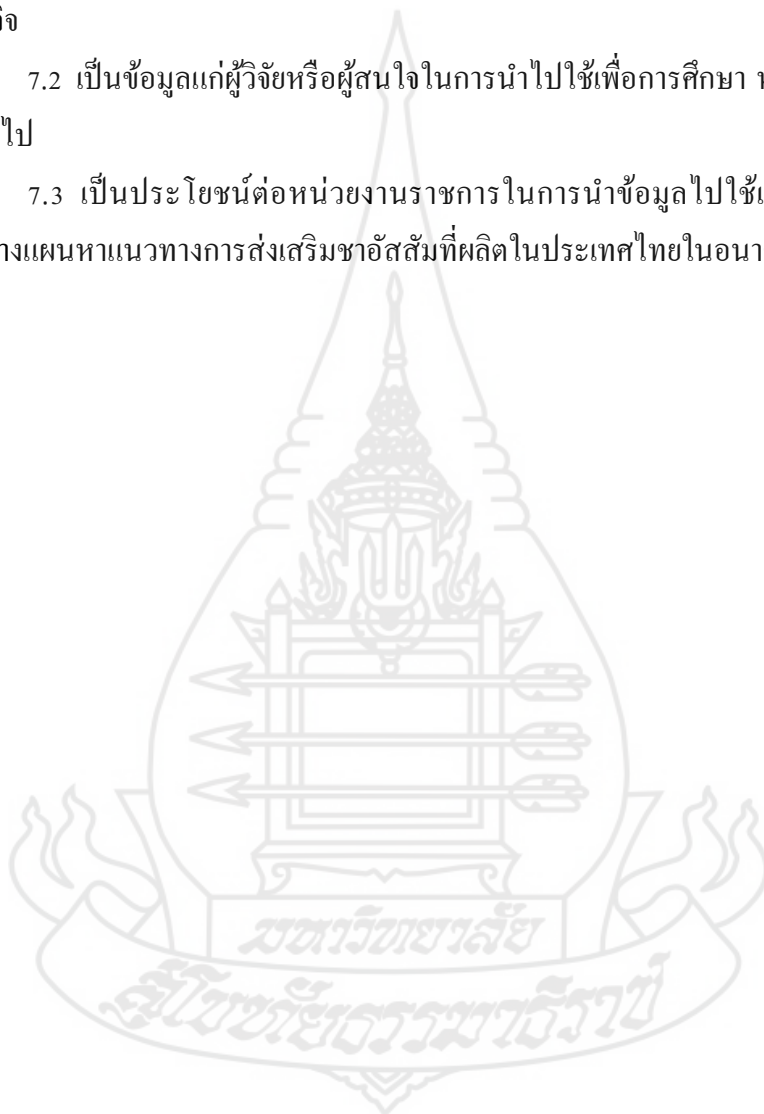 7.2 เป็นข้อมูลแก่ผู้วิจัยหรือผู้สนใจในการนำไปใช้เพื่อการศึกษา
ไป
7.3 เป็นประโยชน์ต่อหน่วยงานราชการในการนำข้อมูลไปใช้เ
างแผนหาแนวทางการส่งเสริมชาอัสสัมที่ผลิตในประเทศไทยในอนา
มหาวิทยาลัย
สุโขทัยธรรมาธิราช